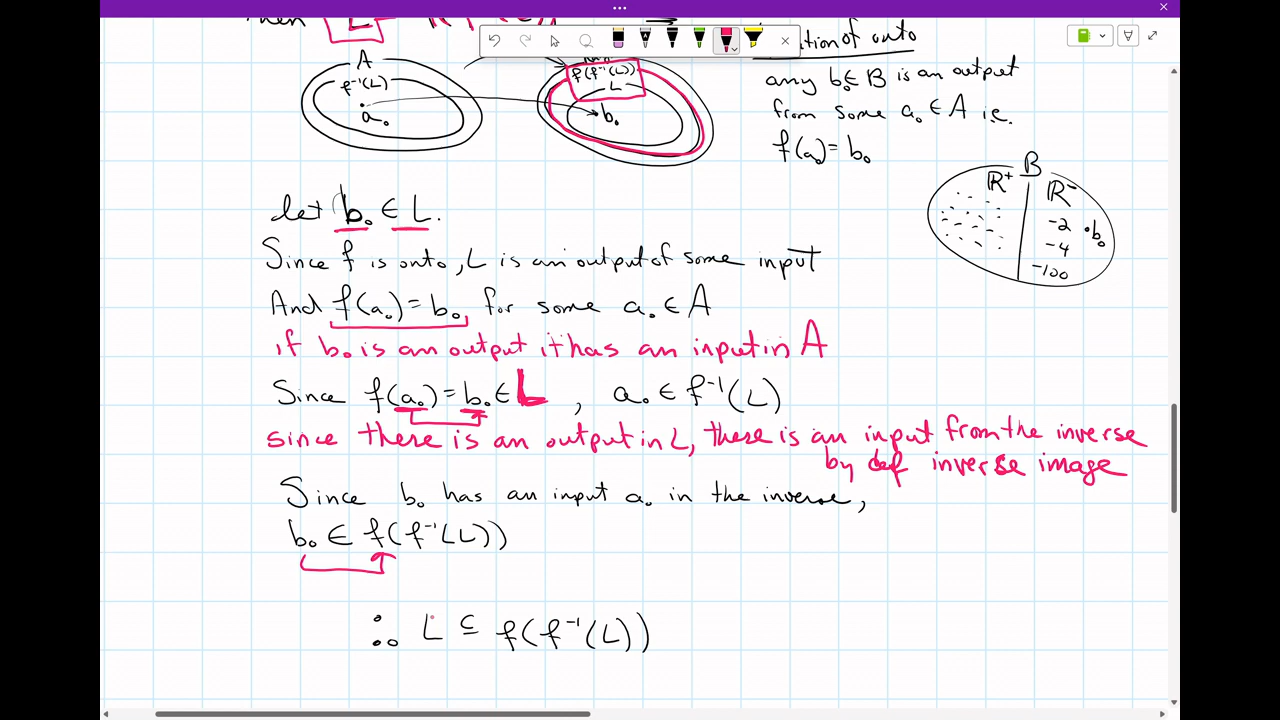 A
f⁻¹(L)
a₀
f(f⁻¹(L))
L
b₀
of onto
any b₀ ∈ B is an output
from some a₀ ∈ A i.e.
f(a₀) = b₀
B
ℝ⁺ ℝ⁻
-2 b₀
-4
-100
let b₀ ∈ L.
Since f is onto, L is an output of some input
And f(a₀) = b₀ for some a₀ ∈ A
if b₀ is an output it has an input in A
Since f(a₀) = b₀ ∈ L , a₀ ∈ f⁻¹(L)
since there is an output in L, there is an input from the inverse
by def inverse image
Since b₀ has an input a₀ in the inverse,
b₀ ∈ f(f⁻¹(L))
∴ L ⊆ f(f⁻¹(L))